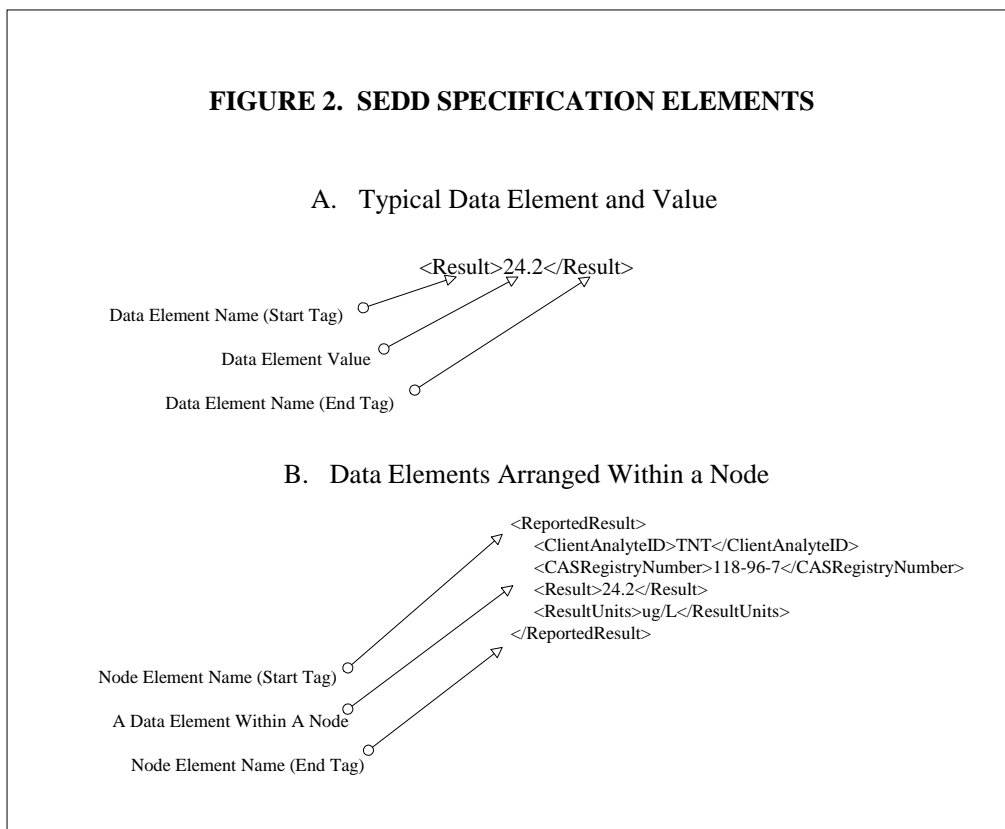 FIGURE 2. SEDD SPECIFICATION ELEMENTS
A. Typical Data Element and Value
<Result>24.2</Result>
Data Element Name (Start Tag)
Data Element Value
Data Element Name (End Tag)
B. Data Elements Arranged Within a Node
<ReportedResult>
<ClientAnalyteID>TNT</ClientAnalyteID>
<CASRegistryNumber>118-96-7</CASRegistryNumber>
<Result>24.2</Result>
<ResultUnits>ug/L</ResultUnits>
</ReportedResult>
Node Element Name (Start Tag)
A Data Element Within A Node
Node Element Name (End Tag)